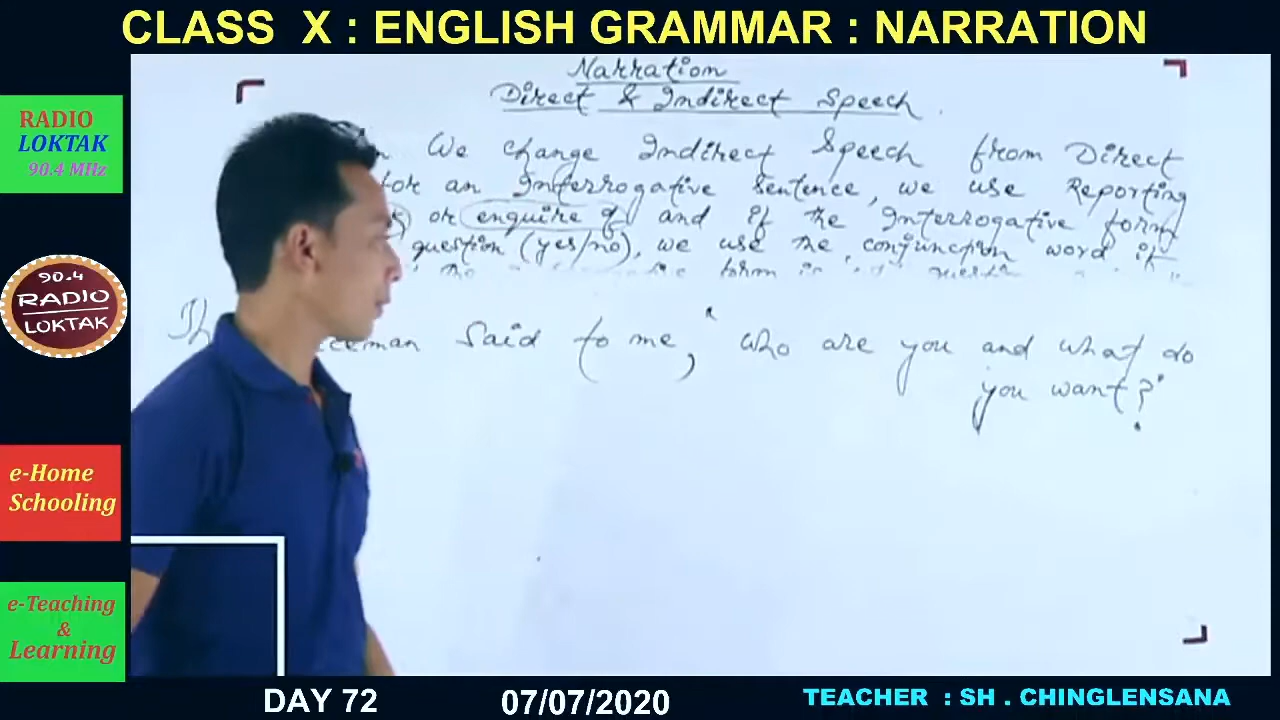 CLASS X : ENGLISH GRAMMAR : NARRATION
Narration
Direct & Indirect Speech
We change Indirect Speech from Direct
for an Interrogative Sentence, we use Reporting
or enquire of and if the Interrogative form
question (yes/no), we use the conjunction word if
the form is
said to me, 'Who are you and what do
you want?'
RADIO
LOKTAK
90.4 MHz
90.4
RADIO
LOKTAK
e-Home
Schooling
e-Teaching
&
Learning
DAY 72
07/07/2020
TEACHER : SH . CHINGLENSANA